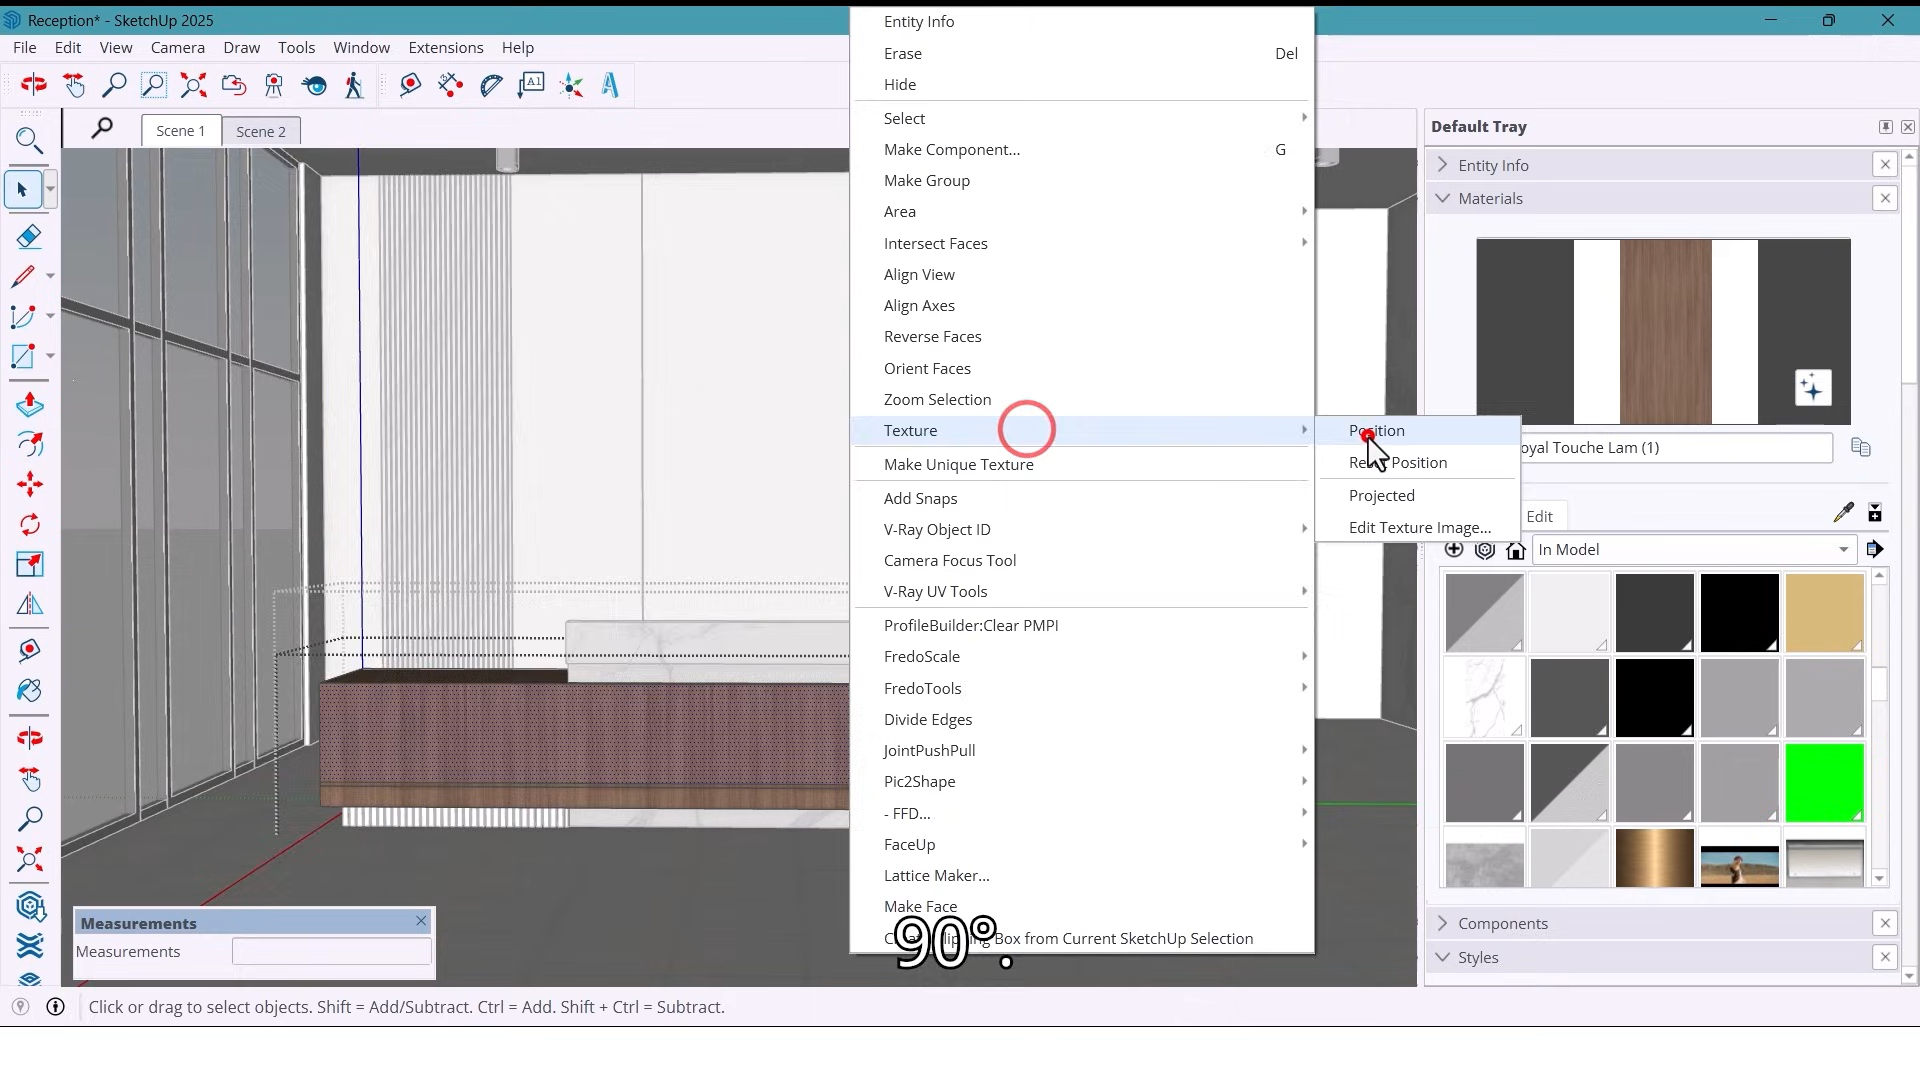 Reception* - SketchUp 2025
File Edit View Camera Draw Tools Window Extensions Help
Scene 1
Scene 2
Entity Info
Erase Del
Hide
Select
Make Component... G
Make Group
Area
Intersect Faces
Align View
Align Axes
Reverse Faces
Orient Faces
Zoom Selection
Texture
Make Unique Texture
Add Snaps
V-Ray Object ID
Camera Focus Tool
V-Ray UV Tools
ProfileBuilder:Clear PMPI
FredoScale
FredoTools
Divide Edges
JointPushPull
Pic2Shape
- FFD...
FaceUp
Lattice Maker...
Make Face
Box from Current SketchUp Selection
90°.
Position
Position
Projected
Edit Texture Image...
Default Tray
Entity Info
Materials
oyal Touche Lam (1)
Edit
In Model
Components
Styles
Measurements
Measurements
Click or drag to select objects. Shift = Add/Subtract. Ctrl = Add. Shift + Ctrl = Subtract.